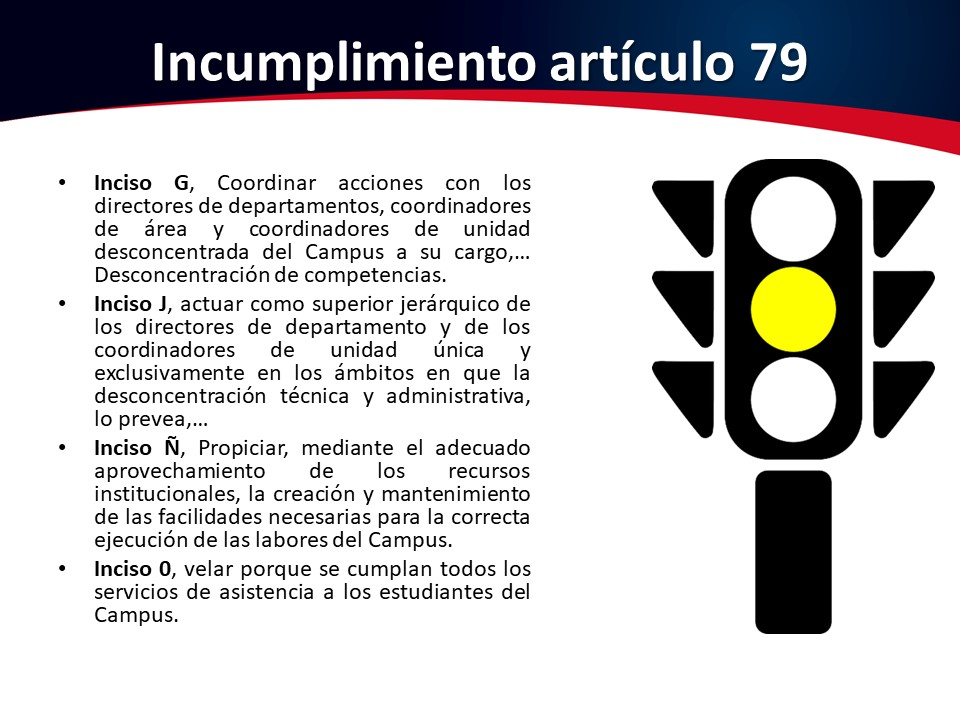 Incumplimiento artículo 79
• Inciso G, Coordinar acciones con los
directores de departamentos, coordinadores
de área y coordinadores de unidad
desconcentrada del Campus a su cargo,…
Desconcentración de competencias.
• Inciso J, actuar como superior jerárquico de
los directores de departamento y de los
coordinadores de unidad única y
exclusivamente en los ámbitos en que la
desconcentración técnica y administrativa,
lo prevea,…
• Inciso Ñ, Propiciar, mediante el adecuado
aprovechamiento de los recursos
institucionales, la creación y mantenimiento
de las facilidades necesarias para la correcta
ejecución de las labores del Campus.
• Inciso 0, velar porque se cumplan todos los
servicios de asistencia a los estudiantes del
Campus.